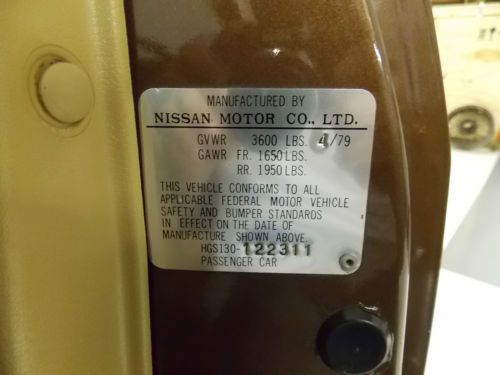 MANUFACTURED BY
NISSAN MOTOR CO., LTD.
GVWR 3600 LBS. 4/79
GAWR FR. 1650 LBS.
RR. 1950 LBS.
THIS VEHICLE CONFORMS TO ALL
APPLICABLE FEDERAL MOTOR VEHICLE
SAFETY AND BUMPER STANDARDS
IN EFFECT ON THE DATE OF
MANUFACTURE SHOWN ABOVE.
HGS130-122311
PASSENGER CAR